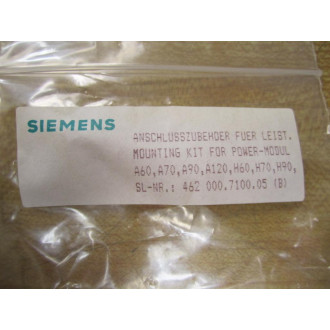 SIEMENS
ANSCHLUSSZUBEHOER FUER LEIST.
MOUNTING KIT FOR POWER-MODUL
A60,A70,A90,A120,H60,H70,H90,
SL-NR.: 462 000.7100.05 (B)